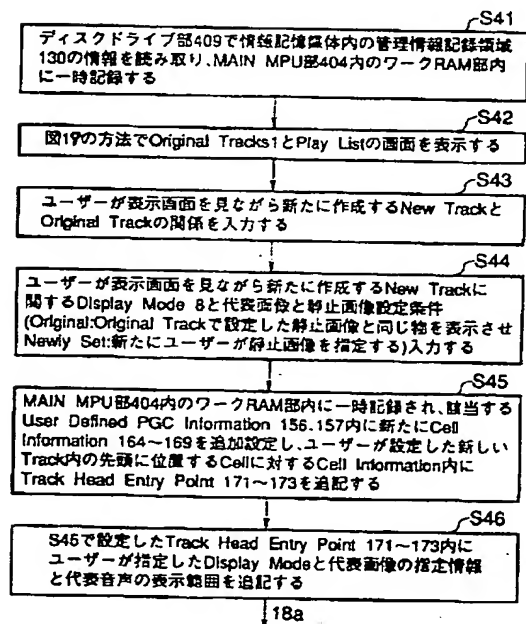 S41
ディスクドライブ部409で情報記憶媒体内の管理情報記録領域
130の情報を読み取り、MAIN MPU部404内のワークRAM部内
に一時記録する
S42
図19の方法でOriginal Tracks1とPlay Listの画面を表示する
S43
ユーザーが表示画面を見ながら新たに作成するNew Trackと
Original Trackの関係を入力する
S44
ユーザーが表示画面を見ながら新たに作成するNew Trackに
関するDisplay Mode 8と代表画像と静止画像設定条件
(Original:Original Trackで設定した静止画像と同じ物を表示させ
Newly Set:新たにユーザーが静止画像を指定する)入力する
S45
MAIN MPU部404内のワークRAM部内に一時記録され、該当する
User Defined PGC Information 156.157内に新たにCell
Information 164～169を追加設定し、ユーザーが設定した新しい
Track内の先頭に位置するCellに対するCell Information内に
Track Head Entry Point 171～173を追記する
S46
S45で設定したTrack Head Entry Point 171～173内に
ユーザーが指定したDisplay Modeと代表画像の指定情報
と代表音声の表示範囲を追記する
18a